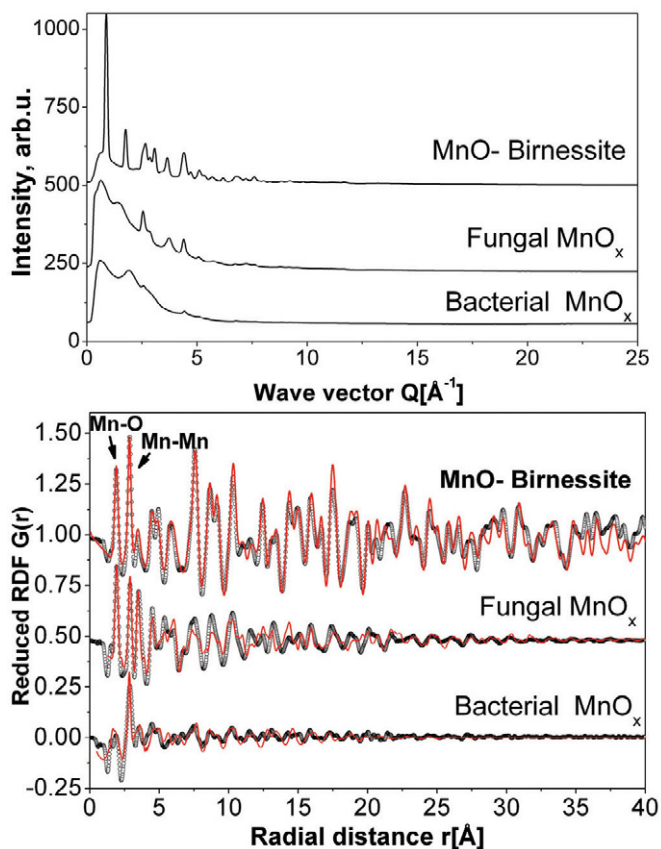 1000
750
500
250
0
Intensity, arb.u.
MnO- Birnessite
Fungal MnOₓ
Bacterial MnOₓ
0 5 10 15 20 25
Wave vector Q[Å⁻¹]
1.50
1.25
1.00
0.75
0.50
0.25
0.00
-0.25
Reduced RDF G(r)
Mn-O
Mn-Mn
MnO- Birnessite
Fungal MnOₓ
Bacterial MnOₓ
0 5 10 15 20 25 30 35 40
Radial distance r[Å]